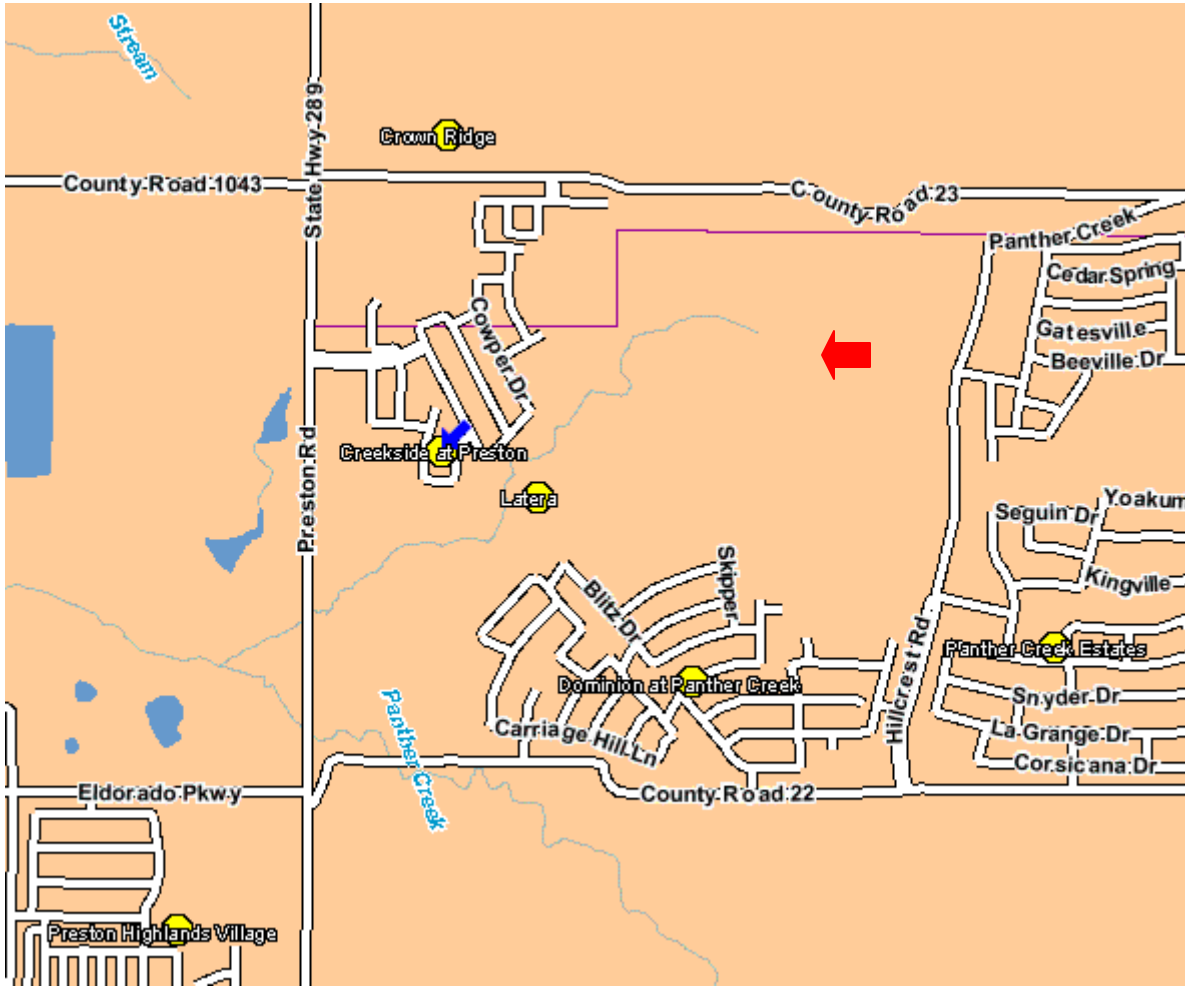 Stream
State Hwy 289
Crown Ridge
County Road 1043
County Road 23
Panther Creek
Cedar Spring
Cowper Dr
Gatesville
Beeville Dr
Creekside at Preston
Preston Rd
Latera
Yoakum
Seguin Dr
Skipper
Kingville
Blitz Dr
Hillcrest Rd
Panther Creek Estates
Dominion at Panther Creek
Snyder Dr
Panther Creek
Carriage Hill Ln
La Grange Dr
Corsicana Dr
Eldorado Pkwy
County Road 22
Preston Highlands Village